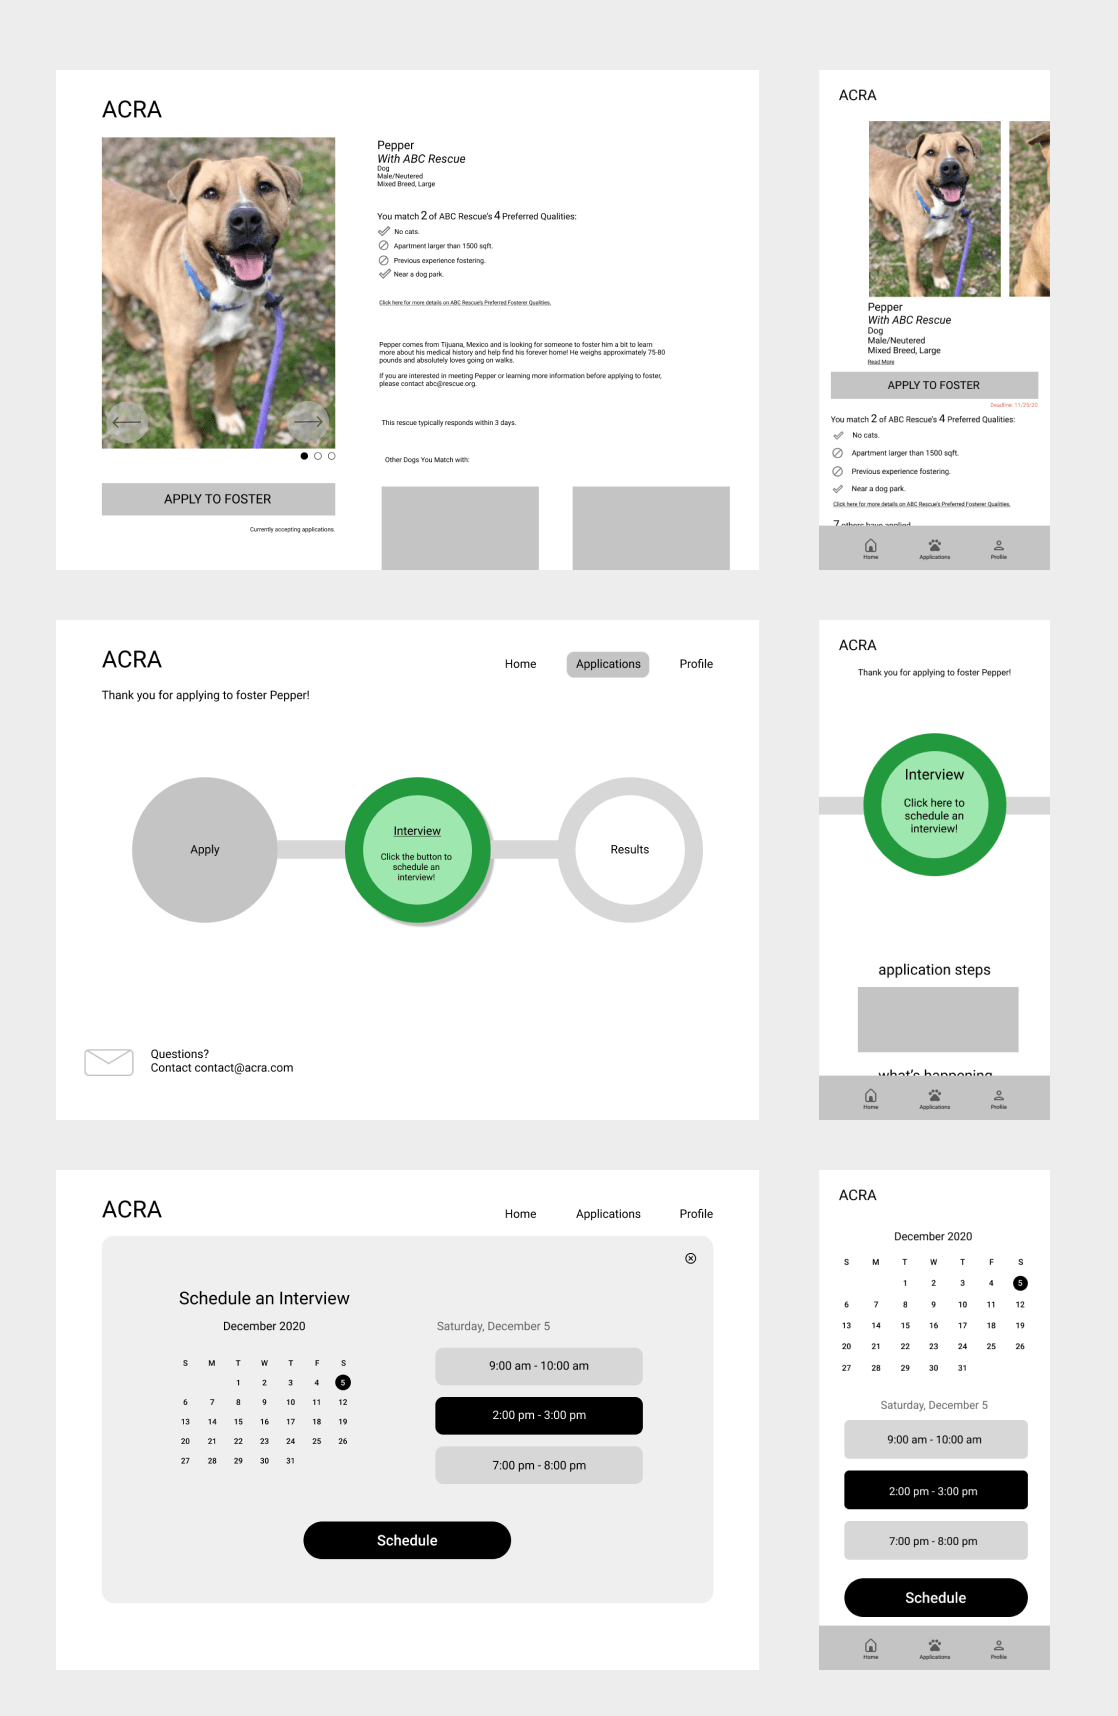 ACRA
Pepper
With ABC Rescue
Dog
Male/Neutered
Mixed Breed, Large
You match 2 of ABC Rescue's 4 Preferred Qualities:
No cats.
Apartment larger than 1500 sqft.
Previous experience fostering.
Near a dog park.
Click here for more details on ABC Rescue's Preferred Fosterer Qualities.
Pepper comes from Tijuana, Mexico and is looking for someone to foster him a bit to learn
more about his medical history and help find his forever home! He weighs approximately 75-80
pounds and absolutely loves going on walks.
If you are interested in meeting Pepper or learning more information before applying to foster,
please contact abc@rescue.org.
This rescue typically responds within 3 days.
Other Dogs You Match with:
APPLY TO FOSTER
Currently accepting applications.
ACRA
Pepper
With ABC Rescue
Dog
Male/Neutered
Mixed Breed, Large
Read More
APPLY TO FOSTER
Deadline: 11/25/20
You match 2 of ABC Rescue's 4 Preferred Qualities:
No cats.
Apartment larger than 1500 sqft.
Previous experience fostering.
Near a dog park.
Click here for more details on ABC Rescue's Preferred Fosterer Qualities.
7 others have applied
Home Applications Profile
ACRA
Home Applications Profile
Thank you for applying to foster Pepper!
Apply
Interview
Click the button to
schedule an
interview!
Results
Questions?
Contact contact@acra.com
ACRA
Thank you for applying to foster Pepper!
Interview
Click here to
schedule an
interview!
application steps
what's happening
Home Applications Profile
ACRA
Home Applications Profile
Schedule an Interview
December 2020
S M T W T F S
1 2 3 4 5
6 7 8 9 10 11 12
13 14 15 16 17 18 19
20 21 22 23 24 25 26
27 28 29 30 31
Saturday, December 5
9:00 am - 10:00 am
2:00 pm - 3:00 pm
7:00 pm - 8:00 pm
Schedule
ACRA
December 2020
S M T W T F S
1 2 3 4 5
6 7 8 9 10 11 12
13 14 15 16 17 18 19
20 21 22 23 24 25 26
27 28 29 30 31
Saturday, December 5
9:00 am - 10:00 am
2:00 pm - 3:00 pm
7:00 pm - 8:00 pm
Schedule
Home Applications Profile